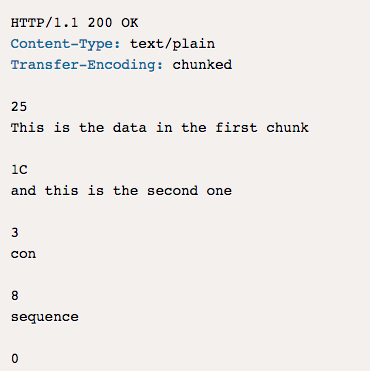 HTTP/1.1 200 OK
Content-Type: text/plain
Transfer-Encoding: chunked
25
This is the data in the first chunk
1C
and this is the second one
3
con
8
sequence
0